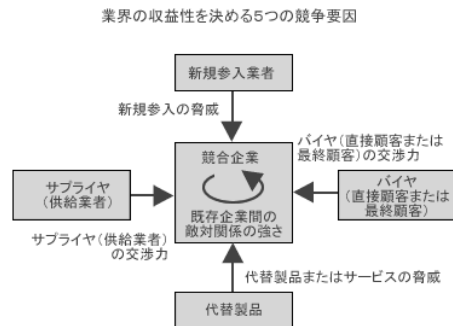 業界の収益性を決める5つの競争要因
新規参入業者
新規参入の脅威
バイヤ(直接顧客または
最終顧客)の交渉力
競合企業
既存企業間の
敵対関係の強さ
サプライヤ
(供給業者)
バイヤ
(直接顧客または
最終顧客)
サプライヤ(供給業者)
の交渉力
代替製品またはサービスの脅威
代替製品